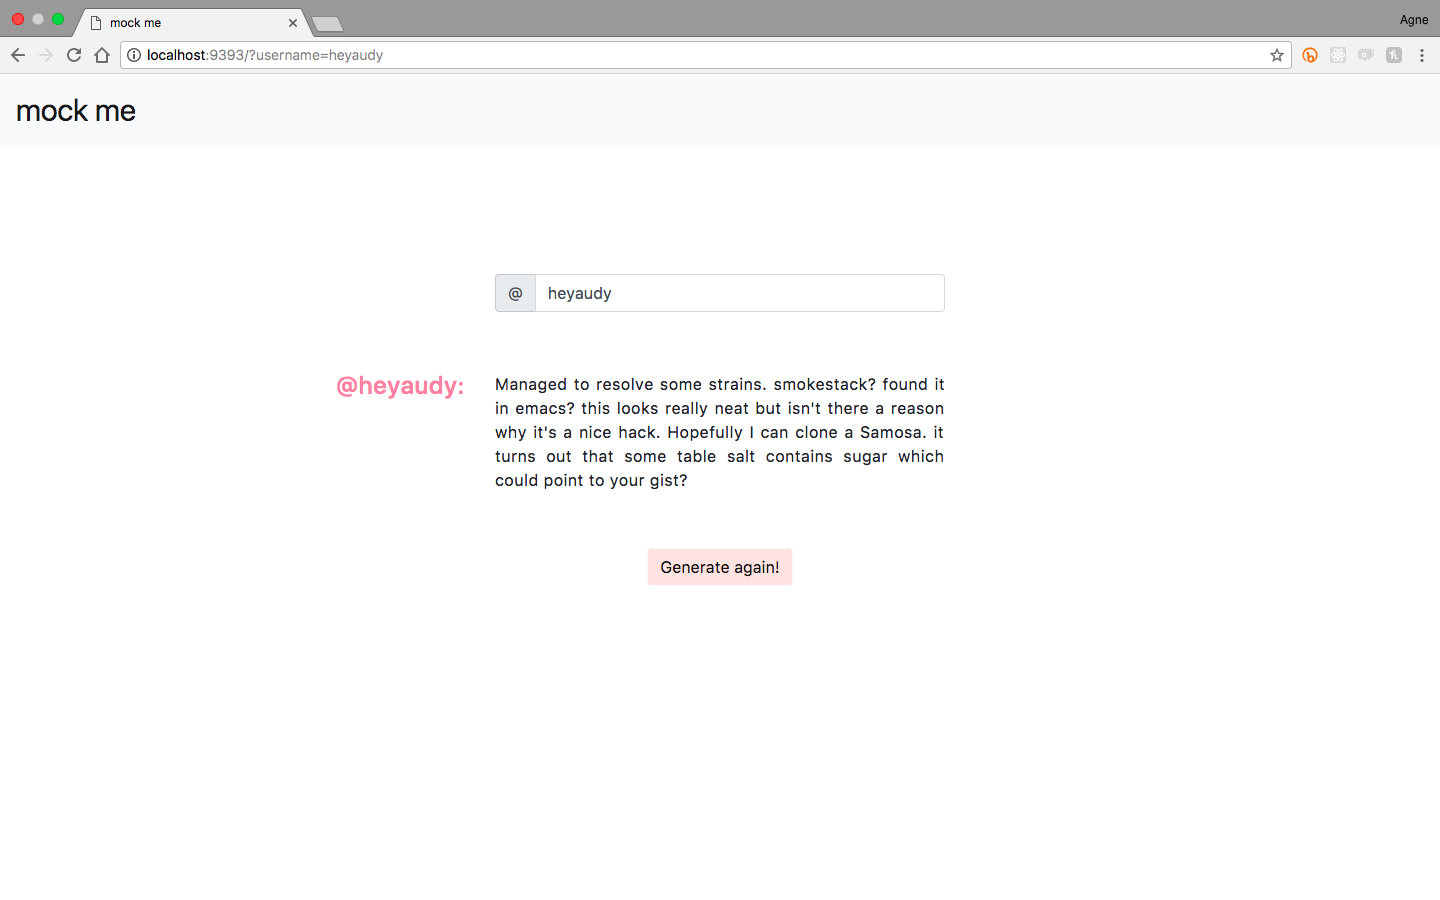 mock me
Agne
localhost:9393/?username=heyaudy
mock me
@ heyaudy
@heyaudy:
Managed to resolve some strains. smokestack? found it
in emacs? this looks really neat but isn't there a reason
why it's a nice hack. Hopefully I can clone a Samosa. it
turns out that some table salt contains sugar which
could point to your gist?
Generate again!